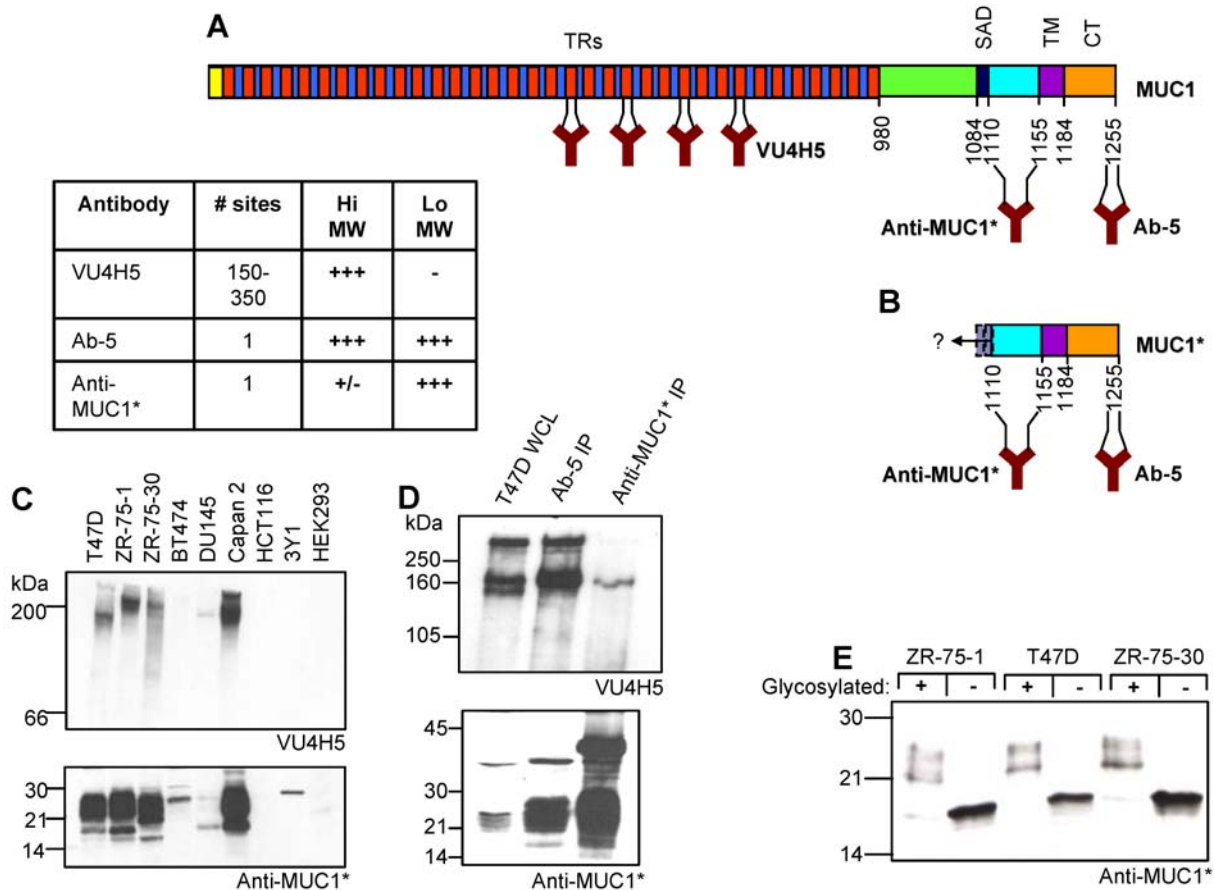 A
TRs
SAD
TM
CT
MUC1
980
1084
1110
1155
1184
1255
VU4H5
Anti-MUC1*
Ab-5
Antibody # sites Hi MW Lo MW
VU4H5 150-350 +++ -
Ab-5 1 +++ +++
Anti-MUC1* 1 +/- +++
B
?
MUC1*
1110
1155
1184
1255
Anti-MUC1*
Ab-5
C
T47D
ZR-75-1
ZR-75-30
BT474
DU145
Capan 2
HCT116
3Y1
HEK293
kDa
200
66
VU4H5
30
21
14
Anti-MUC1*
D
T47D WCL
Ab-5 IP
Anti-MUC1* IP
kDa
250
160
105
VU4H5
45
30
21
14
Anti-MUC1*
E
ZR-75-1 T47D ZR-75-30
Glycosylated: + - + - + -
30
21
14
Anti-MUC1*